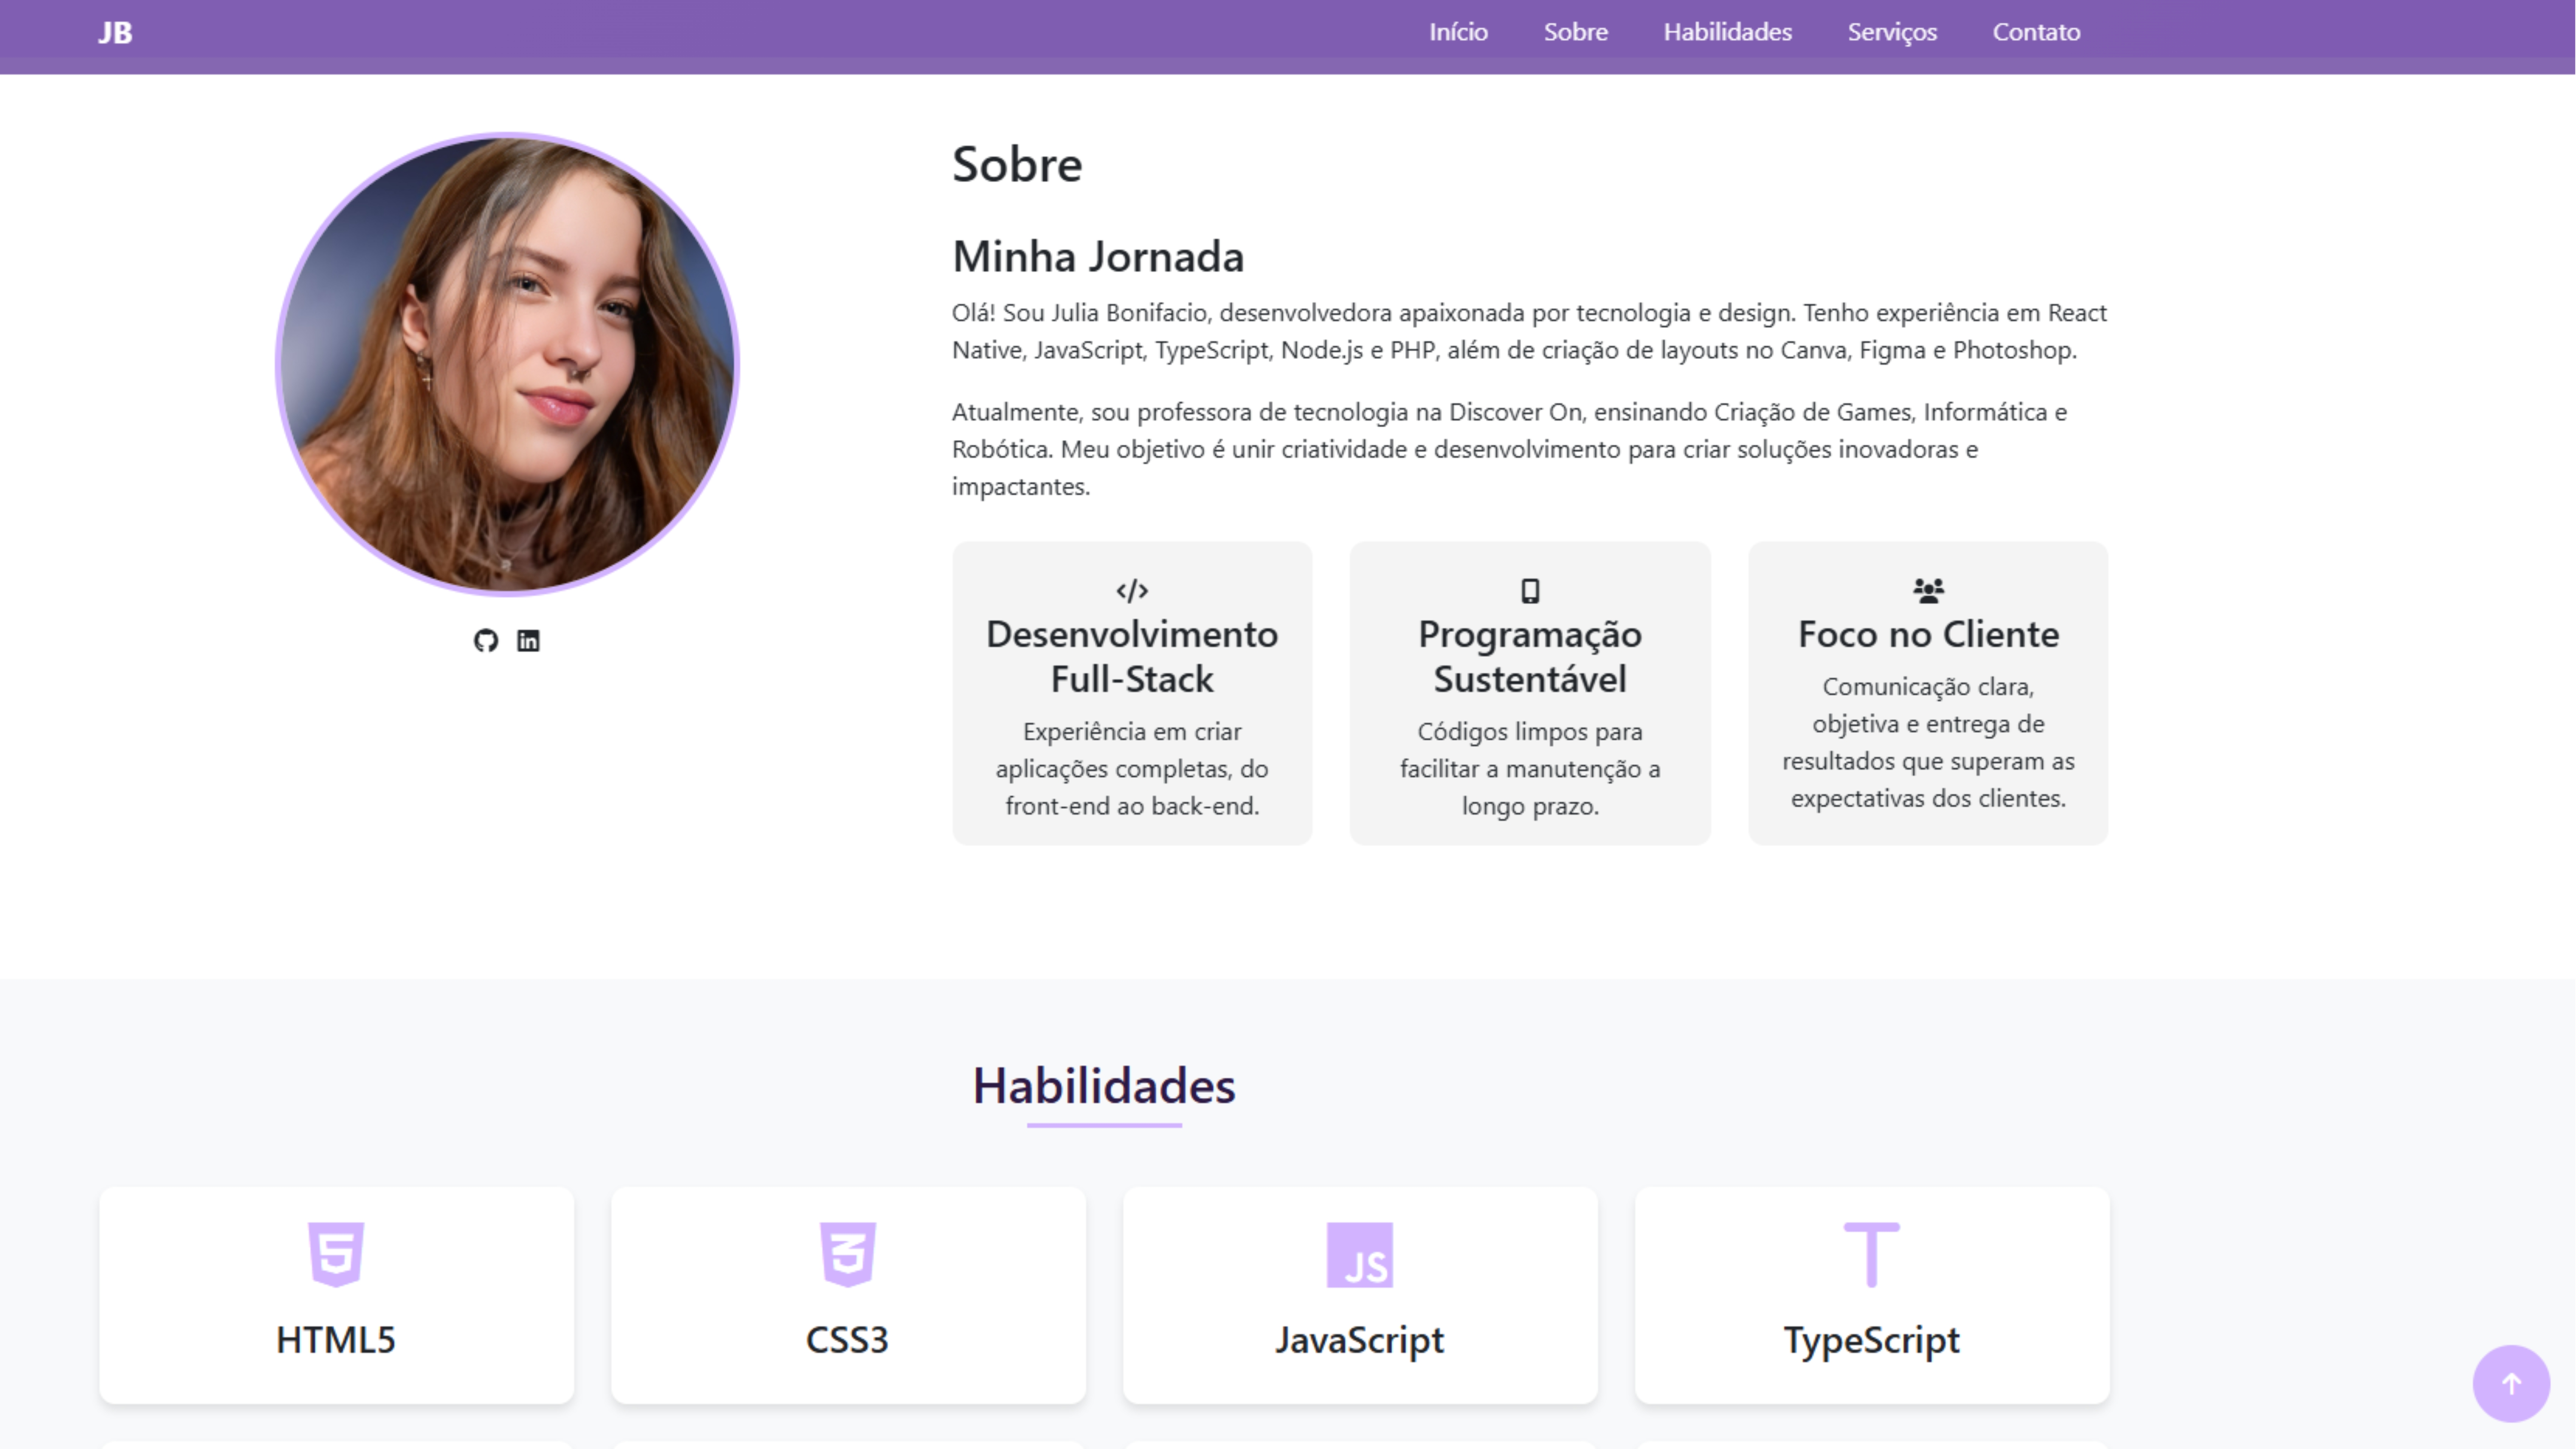 JB
Início
Sobre
Habilidades
Serviços
Contato
Sobre
Minha Jornada
Olá! Sou Julia Bonifacio, desenvolvedora apaixonada por tecnologia e design. Tenho experiência em React
Native, JavaScript, TypeScript, Node.js e PHP, além de criação de layouts no Canva, Figma e Photoshop.
Atualmente, sou professora de tecnologia na Discover On, ensinando Criação de Games, Informática e
Robótica. Meu objetivo é unir criatividade e desenvolvimento para criar soluções inovadoras e
impactantes.
Desenvolvimento
Full-Stack
Experiência em criar
aplicações completas, do
front-end ao back-end.
Programação
Sustentável
Códigos limpos para
facilitar a manutenção a
longo prazo.
Foco no Cliente
Comunicação clara,
objetiva e entrega de
resultados que superam as
expectativas dos clientes.
in
Habilidades
5
3
JS
T
HTML5
CSS3
JavaScript
TypeScript